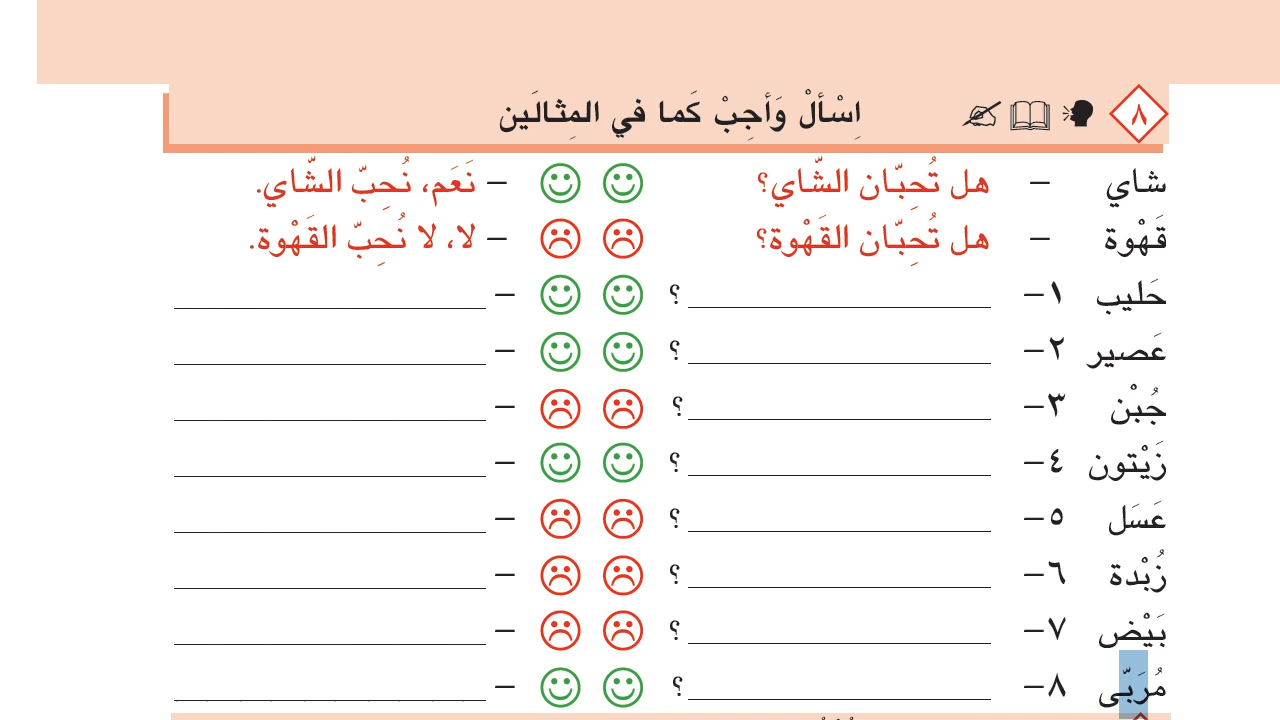 ٨ اِسْأَلْ وَأَجِبْ كَما في المِثالَين
شاي – هل تُحِبّان الشّاي؟ – نَعَم، نُحِبّ الشّاي.
قَهْوة – هل تُحِبّان القَهْوة؟ – لا، لا نُحِبّ القَهْوة.
حَليب ١– ؟ –
عَصير ٢– ؟ –
جُبْن ٣– ؟ –
زَيْتون ٤– ؟ –
عَسَل ٥– ؟ –
زُبْدة ٦– ؟ –
بَيْض ٧– ؟ –
مُرَبّى ٨– ؟ –